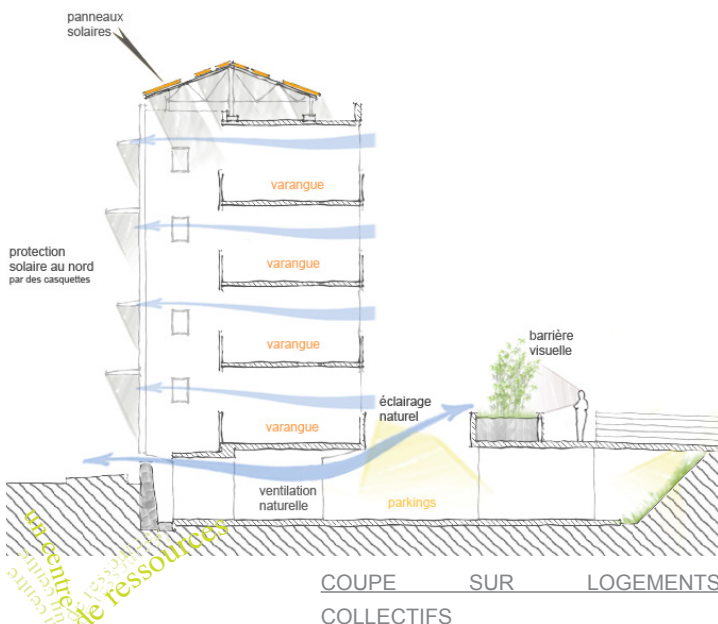 panneaux
solaires
varangue
varangue
protection
solaire au nord
par des casquettes
varangue
barrière
visuelle
éclairage
naturel
varangue
ventilation
naturelle
parkings
un centre
de ressources
COUPE SUR LOGEMENTS
COLLECTIFS